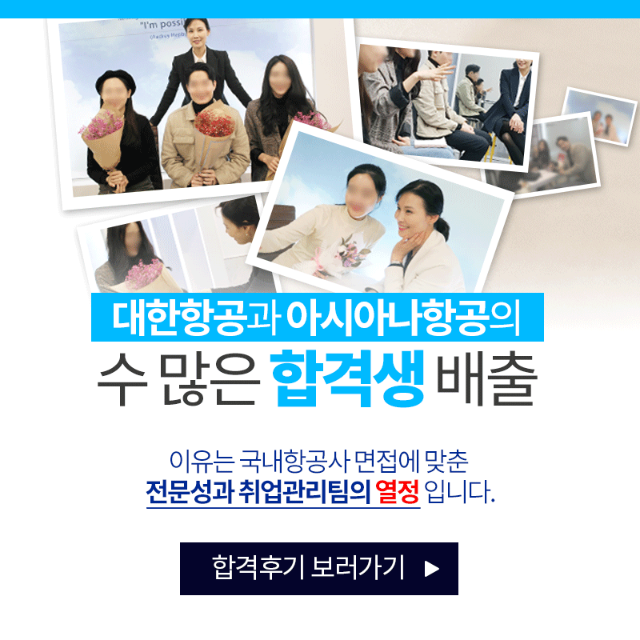 "I'm possi
대한항공과 아시아나항공의
수 많은 합격생 배출
이유는 국내항공사 면접에 맞춘
전문성과 취업관리팀의 열정 입니다.
합격후기 보러가기